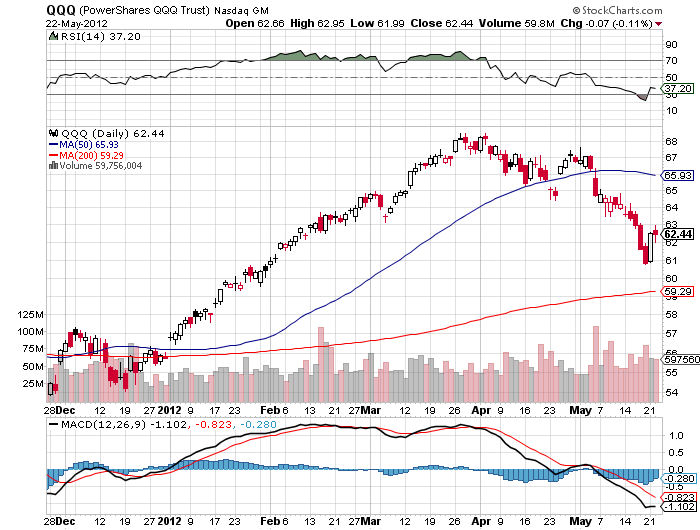 QQQ (PowerShares QQQ Trust) Nasdaq GM
© StockCharts.com
22-May-2012 Open 62.66 High 62.95 Low 61.99 Close 62.44 Volume 59.8M Chg -0.07 (-0.11%)
RSI(14) 37.20
90
70
50
37.20
30
10
QQQ (Daily) 62.44
MA(50) 65.93
MA(200) 59.29
Volume 59,756,004
68
67
66
65.93
65
64
63
62.44
62
61
60
59.29
58
57
56
55
54
125M
100M
75M
50M
25M
597560
28 Dec 12 19 27 2012 9 17 23 Feb 6 13 21 27 Mar 12 19 26 Apr 9 16 23 May 7 14 21
MACD(12,26,9) -1.102, -0.823, -0.280
1.0
0.5
0.0
-0.280
-0.5
-0.823
-1.102
28 Dec 12 19 27 2012 9 17 23 Feb 6 13 21 27 Mar 12 19 26 Apr 9 16 23 May 7 14 21